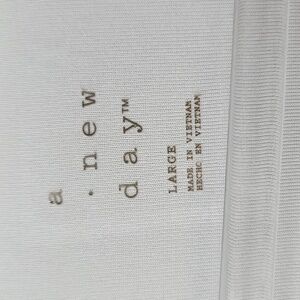 a
. new
day™
LARGE
MADE IN VIETNAM
HECHO EN VIETNAM